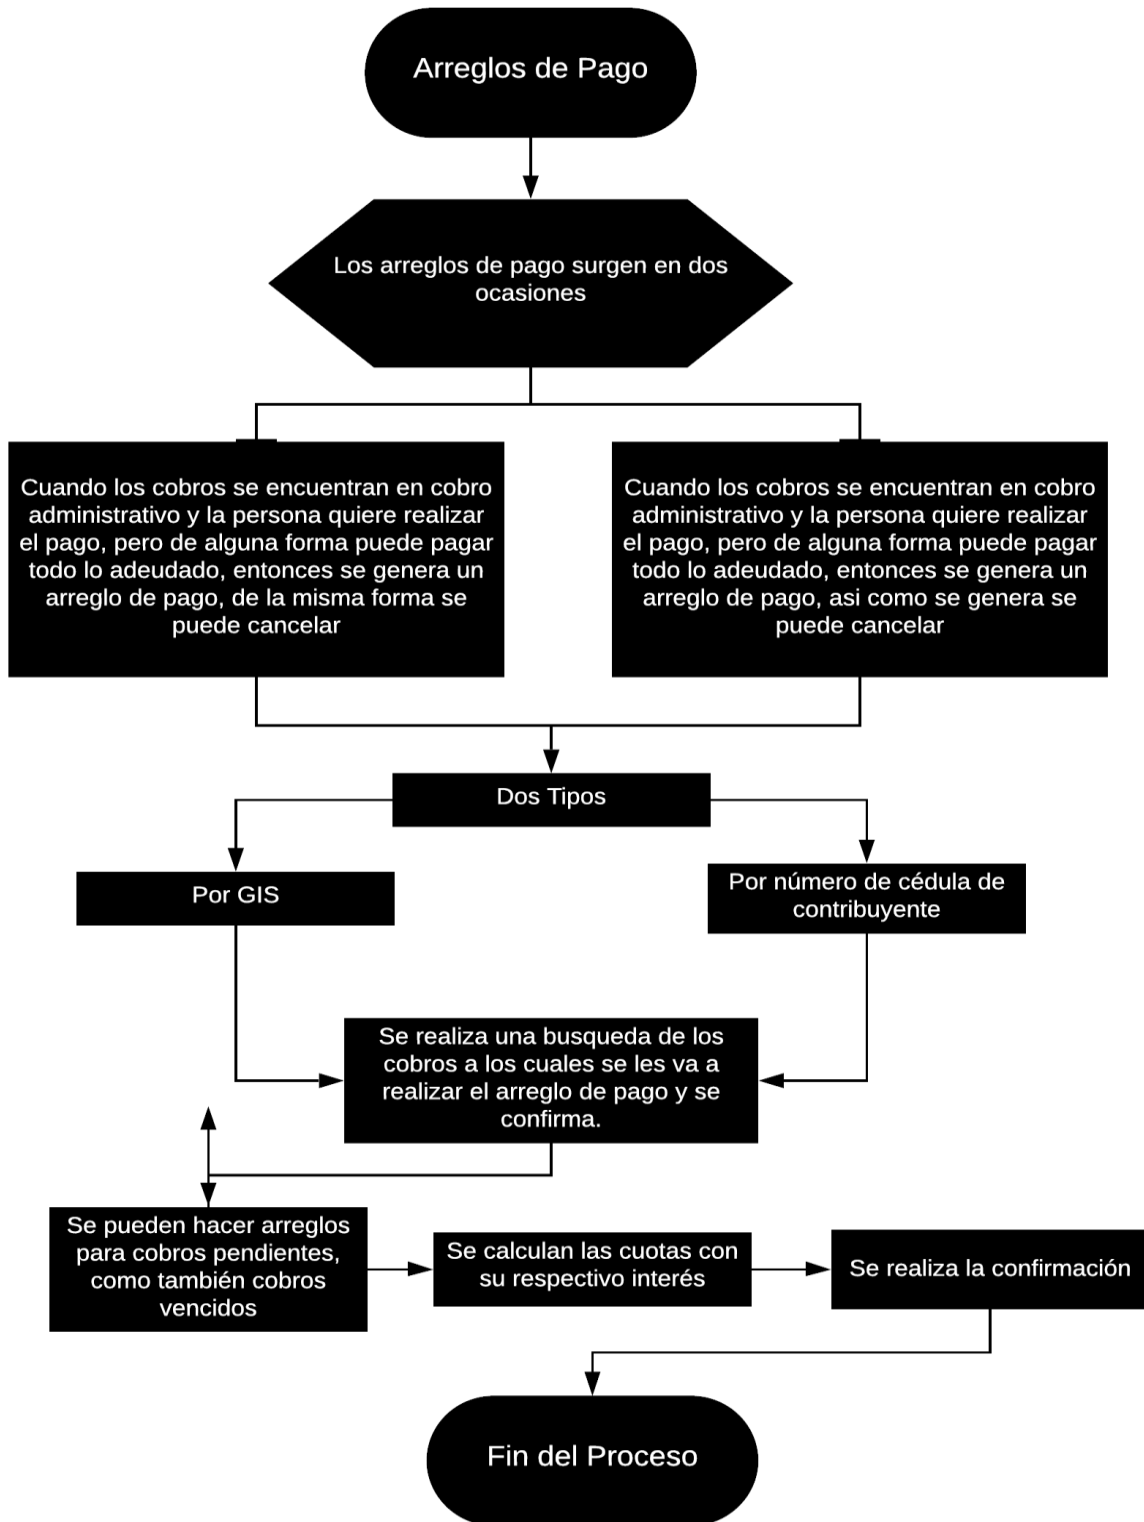 Arreglos de Pago
Los arreglos de pago surgen en dos
ocasiones
Cuando los cobros se encuentran en cobro
administrativo y la persona quiere realizar
el pago, pero de alguna forma puede pagar
todo lo adeudado, entonces se genera un
arreglo de pago, de la misma forma se
puede cancelar
Cuando los cobros se encuentran en cobro
administrativo y la persona quiere realizar
el pago, pero de alguna forma puede pagar
todo lo adeudado, entonces se genera un
arreglo de pago, asi como se genera se
puede cancelar
Dos Tipos
Por GIS
Por número de cédula de
contribuyente
Se realiza una busqueda de los
cobros a los cuales se les va a
realizar el arreglo de pago y se
confirma.
Se pueden hacer arreglos
para cobros pendientes,
como también cobros
vencidos
Se calculan las cuotas con
su respectivo interés
Se realiza la confirmación
Fin del Proceso